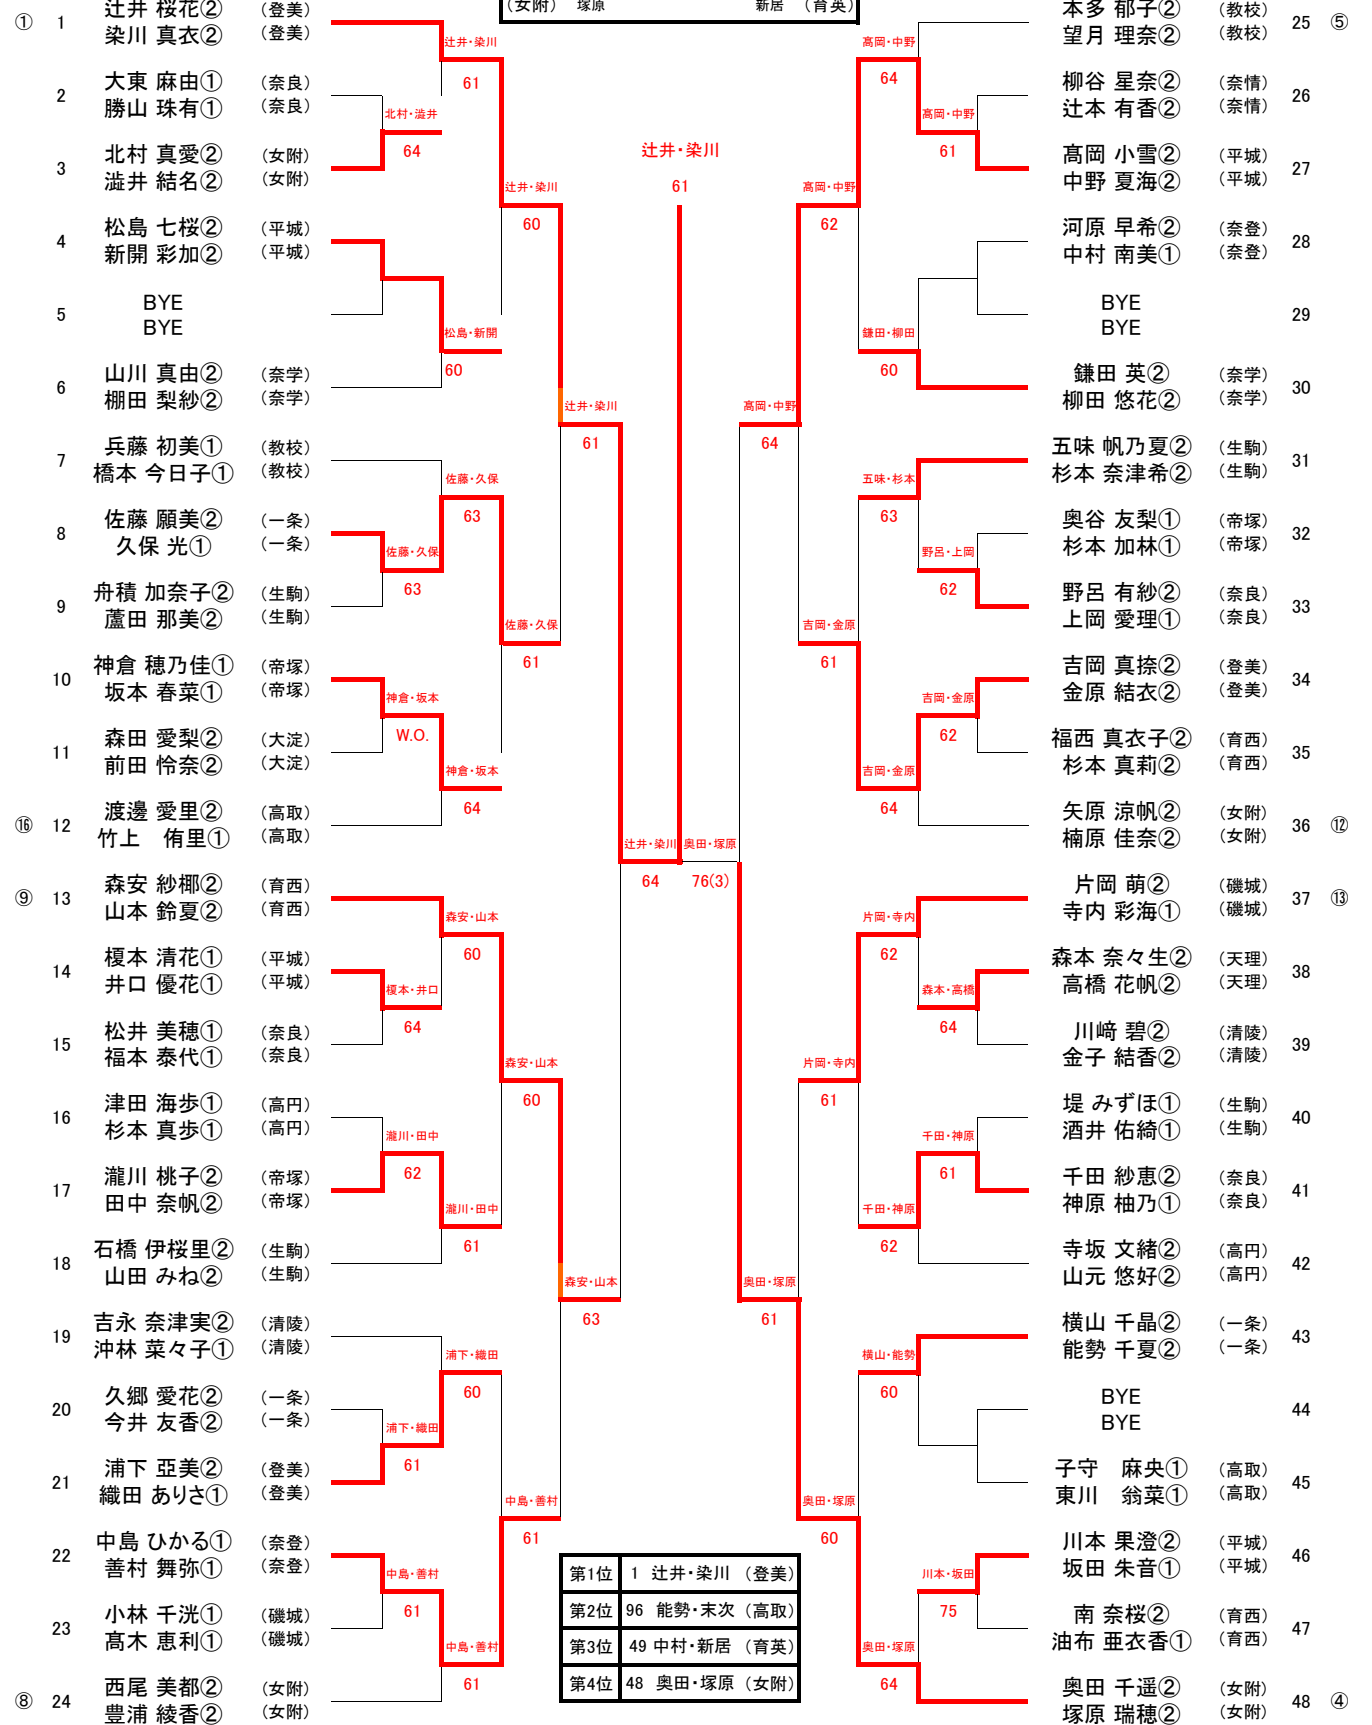 (女附) 塚原 新居 (育英)
① 1 辻井 桜花② (登美)
染川 真衣② (登美)
2 大東 麻由① (奈良)
勝山 珠有① (奈良)
3 北村 真愛② (女附)
澁井 結名② (女附)
4 松島 七桜② (平城)
新開 彩加② (平城)
5 BYE
BYE
6 山川 真由② (奈学)
棚田 梨紗② (奈学)
7 兵藤 初美① (教校)
橋本 今日子① (教校)
8 佐藤 願美② (一条)
久保 光① (一条)
9 舟積 加奈子② (生駒)
蘆田 那美② (生駒)
10 神倉 穂乃佳① (帝塚)
坂本 春菜① (帝塚)
11 森田 愛梨② (大淀)
前田 怜奈② (大淀)
⑯ 12 渡邊 愛里② (高取)
竹上 侑里① (高取)
⑨ 13 森安 紗椰② (育西)
山本 鈴夏② (育西)
14 榎本 清花① (平城)
井口 優花① (平城)
15 松井 美穂① (奈良)
福本 泰代① (奈良)
16 津田 海歩① (高円)
杉本 真歩① (高円)
17 瀧川 桃子② (帝塚)
田中 奈帆② (帝塚)
18 石橋 伊桜里② (生駒)
山田 みね② (生駒)
19 吉永 奈津実② (清陵)
沖林 菜々子① (清陵)
20 久郷 愛花② (一条)
今井 友香② (一条)
21 浦下 亞美② (登美)
織田 ありさ① (登美)
22 中島 ひかる① (奈登)
善村 舞弥① (奈登)
23 小林 千洸① (磯城)
髙木 恵利① (磯城)
⑧ 24 西尾 美都② (女附)
豊浦 綾香② (女附)
北村・澁井
64
佐藤・久保
63
神倉・坂本
W.O.
榎本・井口
64
瀧川・田中
62
浦下・織田
61
中島・善村
61
辻井・染川
61
松島・新開
60
佐藤・久保
63
神倉・坂本
64
森安・山本
60
瀧川・田中
61
浦下・織田
60
中島・善村
61
辻井・染川
60
佐藤・久保
61
森安・山本
60
中島・善村
61
辻井・染川
61
森安・山本
63
辻井・染川
64
辻井・染川
61
奥田・塚原
76(3)
髙岡・中野
64
奥田・塚原
61
髙岡・中野
62
吉岡・金原
61
片岡・寺内
61
奥田・塚原
60
髙岡・中野
64
鎌田・柳田
60
五味・杉本
63
吉岡・金原
64
片岡・寺内
62
千田・神原
62
横山・能勢
60
奥田・塚原
64
髙岡・中野
61
野呂・上岡
62
吉岡・金原
62
森本・高橋
64
千田・神原
61
川本・坂田
75
本多 郁子② (教校) 25 ⑤
望月 理奈② (教校)
柳谷 星奈② (奈情) 26
辻本 有香② (奈情)
髙岡 小雪② (平城) 27
中野 夏海② (平城)
河原 早希② (奈登) 28
中村 南美① (奈登)
BYE 29
BYE
鎌田 英② (奈学) 30
柳田 悠花② (奈学)
五味 帆乃夏② (生駒) 31
杉本 奈津希② (生駒)
奥谷 友梨① (帝塚) 32
杉本 加林① (帝塚)
野呂 有紗② (奈良) 33
上岡 愛理① (奈良)
吉岡 真捺② (登美) 34
金原 結衣② (登美)
福西 真衣子② (育西) 35
杉本 真莉② (育西)
矢原 涼帆② (女附) 36 ⑫
楠原 佳奈② (女附)
片岡 萌② (磯城) 37 ⑬
寺内 彩海① (磯城)
森本 奈々生② (天理) 38
高橋 花帆② (天理)
川﨑 碧② (清陵) 39
金子 結香② (清陵)
堤 みずほ① (生駒) 40
酒井 佑綺① (生駒)
千田 紗恵② (奈良) 41
神原 柚乃① (奈良)
寺坂 文緒② (高円) 42
山元 悠好② (高円)
横山 千晶② (一条) 43
能勢 千夏② (一条)
BYE 44
BYE
子守 麻央① (高取) 45
東川 翁菜① (高取)
川本 果澄② (平城) 46
坂田 朱音① (平城)
南 奈桜② (育西) 47
油布 亜衣香① (育西)
奥田 千遥② (女附) 48 ④
塚原 瑞穂② (女附)
第1位 1 辻井・染川 (登美)
第2位 96 能勢・末次 (高取)
第3位 49 中村・新居 (育英)
第4位 48 奥田・塚原 (女附)